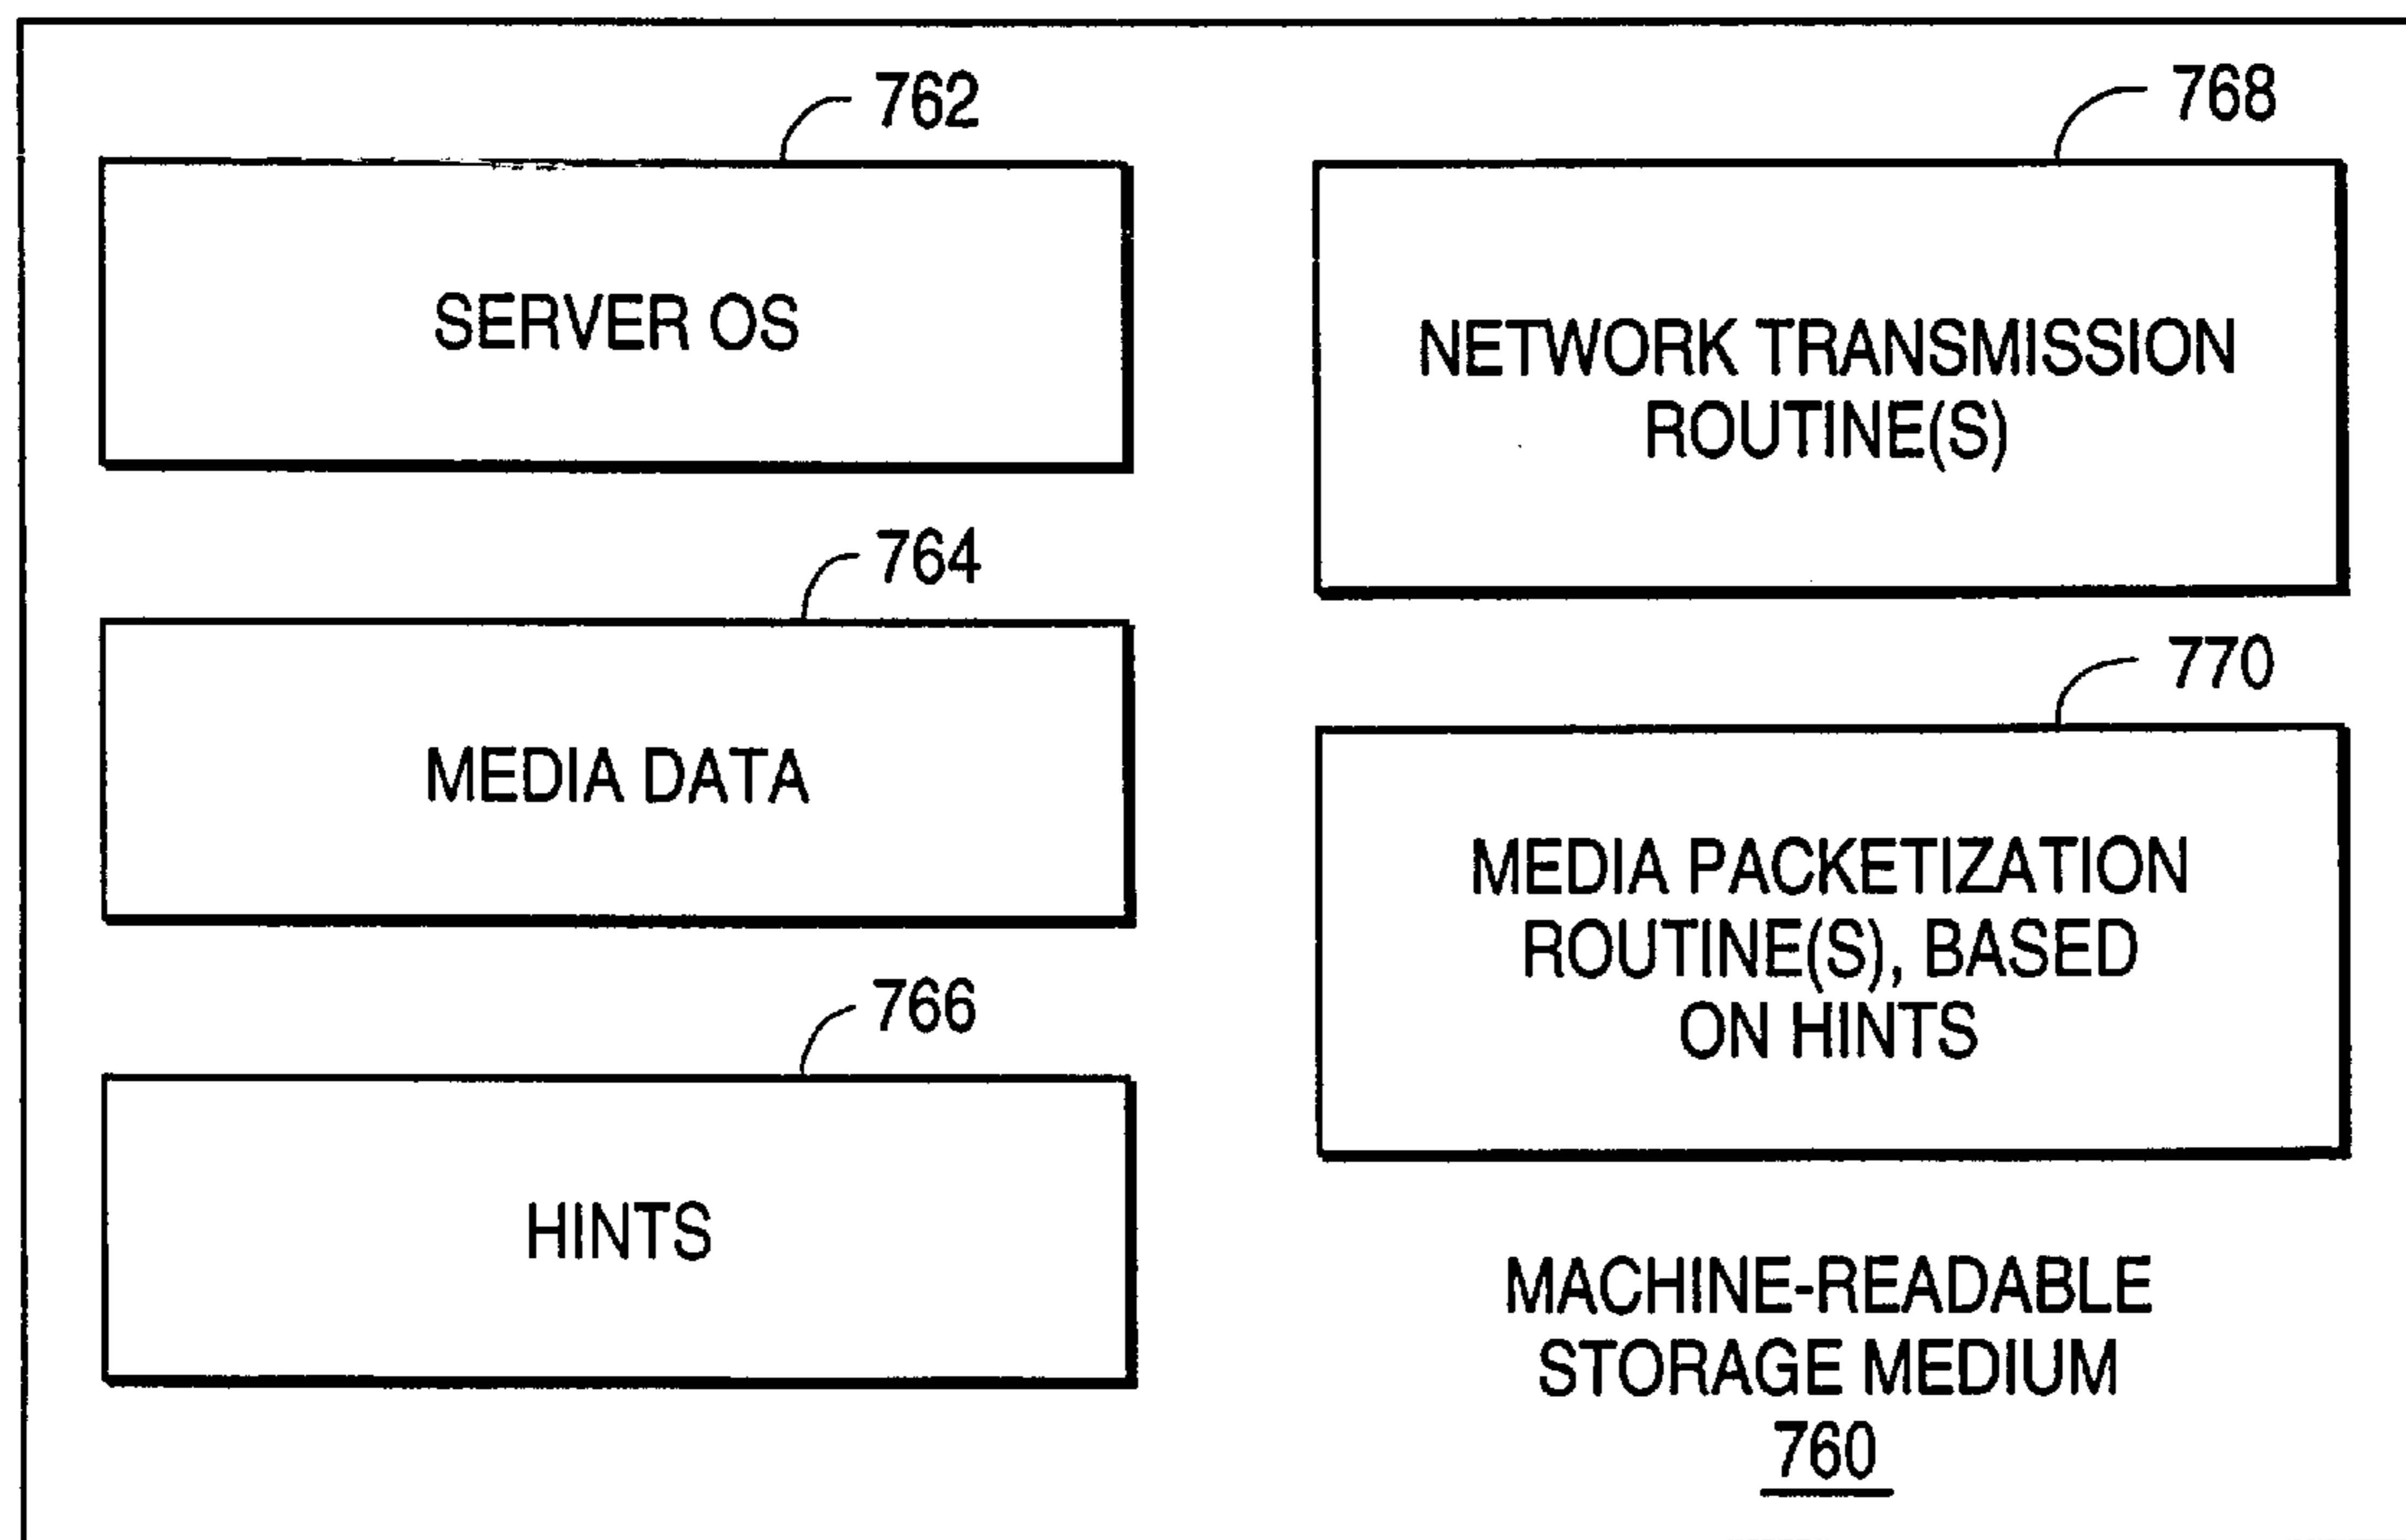 762
SERVER OS
764
MEDIA DATA
766
HINTS
768
NETWORK TRANSMISSION
ROUTINE(S)
770
MEDIA PACKETIZATION
ROUTINE(S), BASED
ON HINTS
MACHINE-READABLE
STORAGE MEDIUM
760